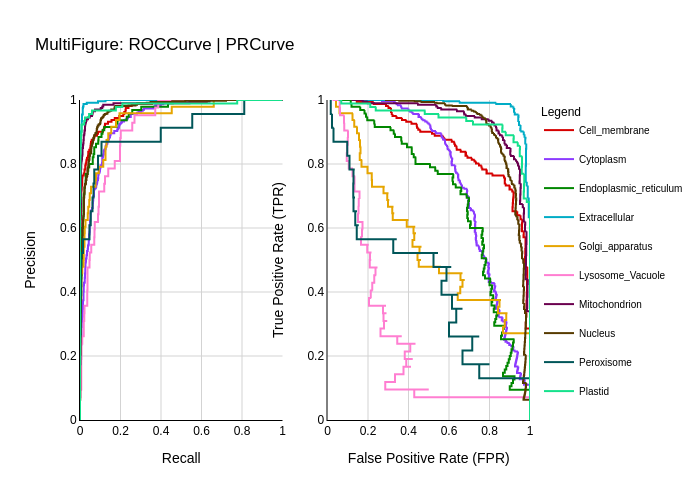 MultiFigure: ROCCurve | PRCurve
Precision
1
0.8
0.6
0.4
0.2
0
0 0.2 0.4 0.6 0.8 1
Recall
True Positive Rate (TPR)
1
0.8
0.6
0.4
0.2
0
0 0.2 0.4 0.6 0.8 1
False Positive Rate (FPR)
Legend
Cell_membrane
Cytoplasm
Endoplasmic_reticulum
Extracellular
Golgi_apparatus
Lysosome_Vacuole
Mitochondrion
Nucleus
Peroxisome
Plastid